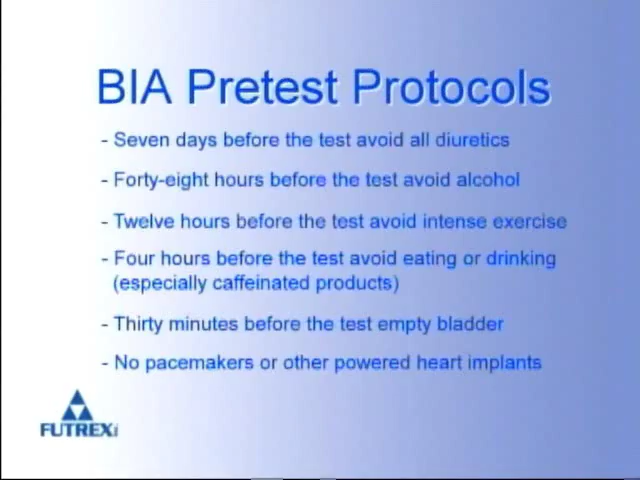 BIA Pretest Protocols
- Seven days before the test avoid all diuretics
- Forty-eight hours before the test avoid alcohol
- Twelve hours before the test avoid intense exercise
- Four hours before the test avoid eating or drinking
(especially caffeinated products)
- Thirty minutes before the test empty bladder
- No pacemakers or other powered heart implants
FUTREXi